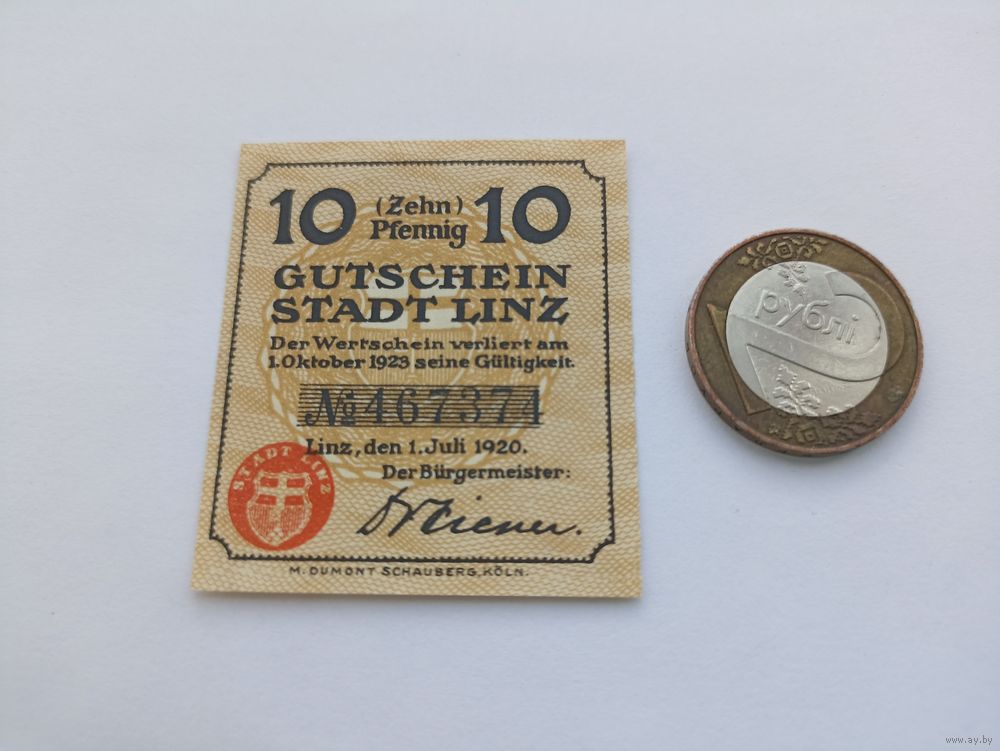 10 (Zehn) Pfennig 10
GUTSCHEIN
STADT LINZ
Der Wertschein verliert am
1. Oktober 1923 seine Gültigkeit.
№ 467374
Linz, den 1. Juli 1920.
Der Bürgermeister:
STADT LINZ
M. DUMONT SCHAUBERG, KÖLN.
2
рублі
www.ay.by